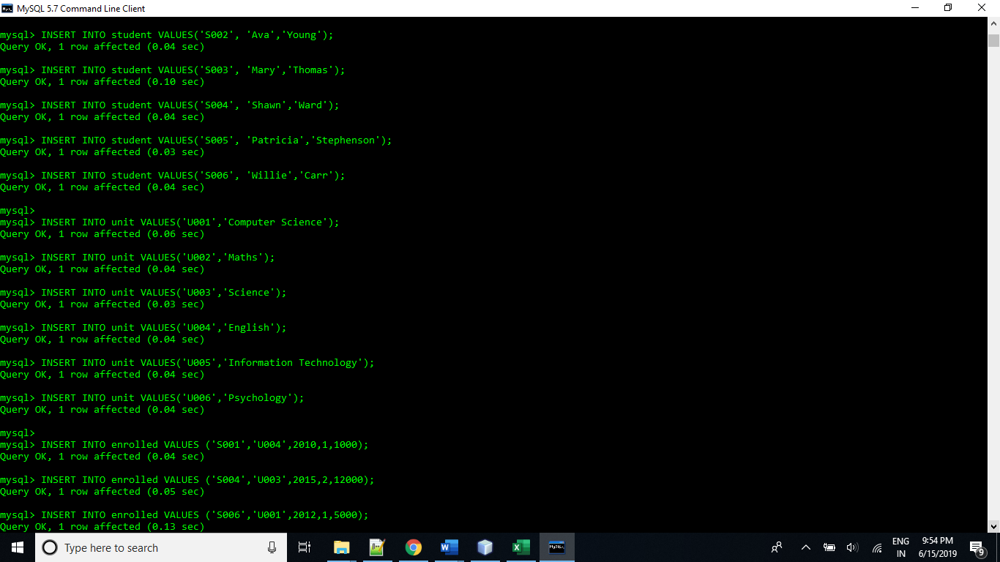 MySQL 5.7 Command Line Client
mysql> INSERT INTO student VALUES('S002', 'Ava','Young');
Query OK, 1 row affected (0.04 sec)
mysql> INSERT INTO student VALUES('S003', 'Mary','Thomas');
Query OK, 1 row affected (0.10 sec)
mysql> INSERT INTO student VALUES('S004', 'Shawn','Ward');
Query OK, 1 row affected (0.04 sec)
mysql> INSERT INTO student VALUES('S005', 'Patricia','Stephenson');
Query OK, 1 row affected (0.03 sec)
mysql> INSERT INTO student VALUES('S006', 'Willie','Carr');
Query OK, 1 row affected (0.04 sec)
mysql>
mysql> INSERT INTO unit VALUES('U001','Computer Science');
Query OK, 1 row affected (0.06 sec)
mysql> INSERT INTO unit VALUES('U002','Maths');
Query OK, 1 row affected (0.04 sec)
mysql> INSERT INTO unit VALUES('U003','Science');
Query OK, 1 row affected (0.03 sec)
mysql> INSERT INTO unit VALUES('U004','English');
Query OK, 1 row affected (0.04 sec)
mysql> INSERT INTO unit VALUES('U005','Information Technology');
Query OK, 1 row affected (0.04 sec)
mysql> INSERT INTO unit VALUES('U006','Psychology');
Query OK, 1 row affected (0.04 sec)
mysql>
mysql> INSERT INTO enrolled VALUES ('S001','U004',2010,1,1000);
Query OK, 1 row affected (0.04 sec)
mysql> INSERT INTO enrolled VALUES ('S004','U003',2015,2,12000);
Query OK, 1 row affected (0.05 sec)
mysql> INSERT INTO enrolled VALUES ('S006','U001',2012,1,5000);
Query OK, 1 row affected (0.13 sec)
Type here to search
ENG
IN
9:54 PM
6/15/2019
9